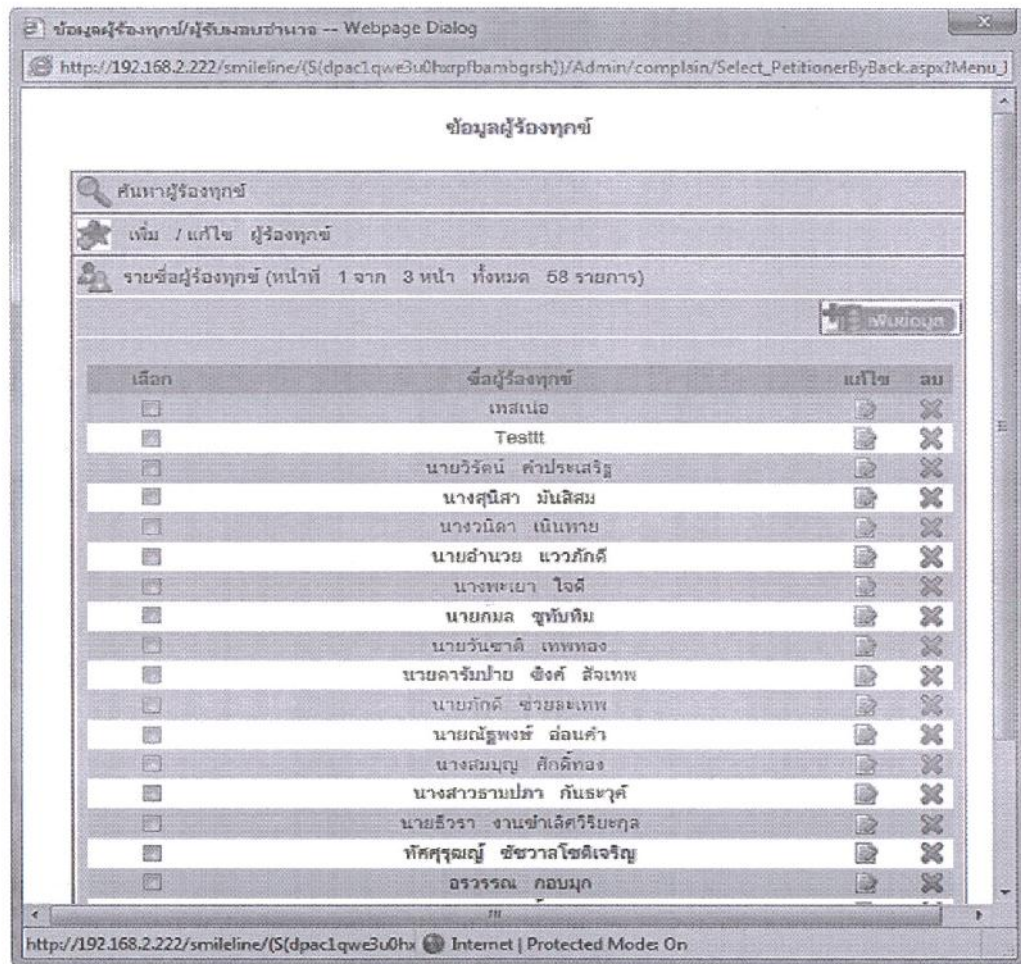 ข้อมูลผู้ร้องทุกข์/ผู้รับมอบอำนาจ -- Webpage Dialog
http://192.168.2.222/smileline/(S(dpac1qwe3u0hxrpfbambgrsh))/Admin/complain/Select_PetitionerByBack.aspx?Menu_I
ข้อมูลผู้ร้องทุกข์
ค้นหาผู้ร้องทุกข์
เพิ่ม / แก้ไข ผู้ร้องทุกข์
รายชื่อผู้ร้องทุกข์ (หน้าที่ 1 จาก 3 หน้า ทั้งหมด 58 รายการ)
เพิ่มข้อมูล
เลือก ชื่อผู้ร้องทุกข์ แก้ไข ลบ
เทสเน่อ
Testtt
นายวิรัตน์ คำประเสริฐ
นางสุนิสา มันสิสม
นางวนิดา เนินทาย
นายอำนวย แววภักดี
นางพะเยา ใจดี
นายกมล ชูทับทิม
นายวันชาติ เทพทอง
นายดารัมปาย ซิงค์ สัจเทพ
นายภักดี ช่วยละเทพ
นายณัฐพงษ์ อ่อนคำ
นางสมบุญ ศักดิ์ทอง
นางสาวธามปภา กันธะวุค์
นายธีวรา งานชำเลิศวิริยะกุล
ทัศศุรุฒญ์ ชัชวาลโชติเจริญ
อรวรรณ กอบมุก
http://192.168.2.222/smileline/(S(dpac1qwe3u0hx Internet | Protected Mode: On